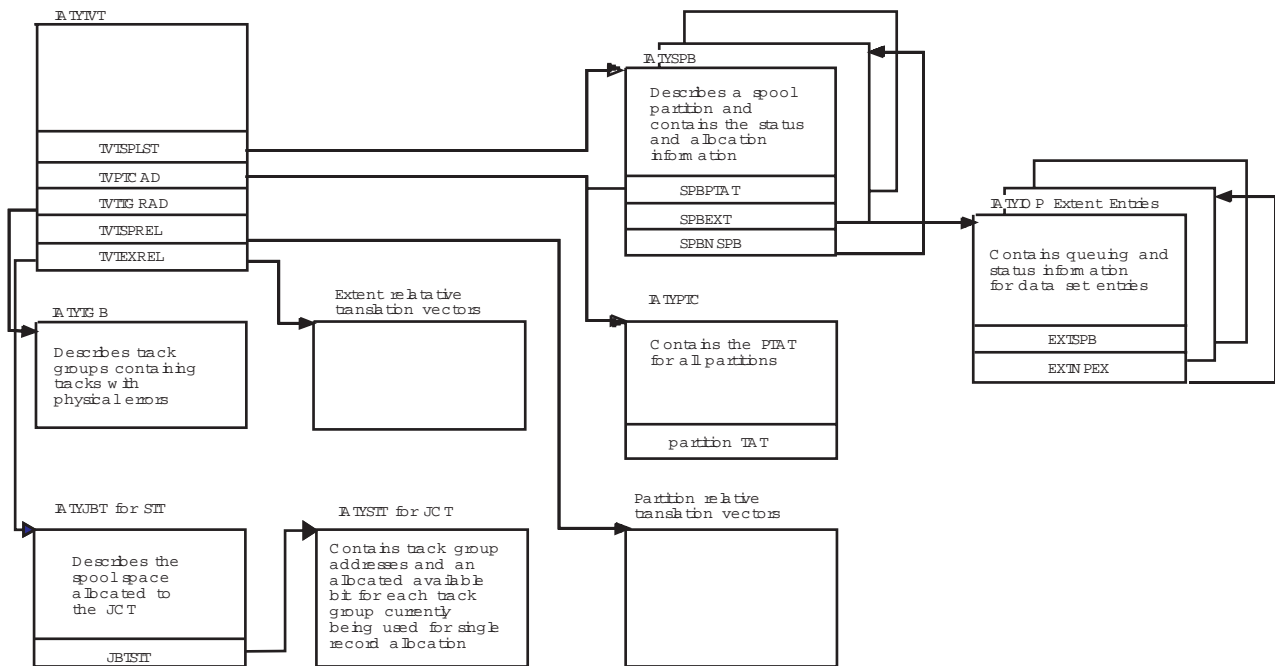 IATYTVT
TVTSPLST
TVPTCAD
TVTTGRAD
TVTSPREL
TVTEXREL
IATYSPB
Describes a spool
partition and
contains the status
and allocation
information
SPBPTAT
SPBEXT
SPBNSPB
IATYIOP Extent Entries
Contains queuing and
status information
for data set entries
EXTSPB
EXTNPEX
IATYTGB
Describes track
groups containing
tracks with
physical errors
Extent relatative
translation vectors
IATYPTC
Contains the PTAT
for all partitions
partition TAT
IATYJBT for STT
Describes the
spool space
allocated to
the JCT
JBTSTT
IATYSTT for JCT
Contains track group
addresses and an
allocated available
bit for each track
group currently
being used for single
record allocation
Partition relative
translation vectors